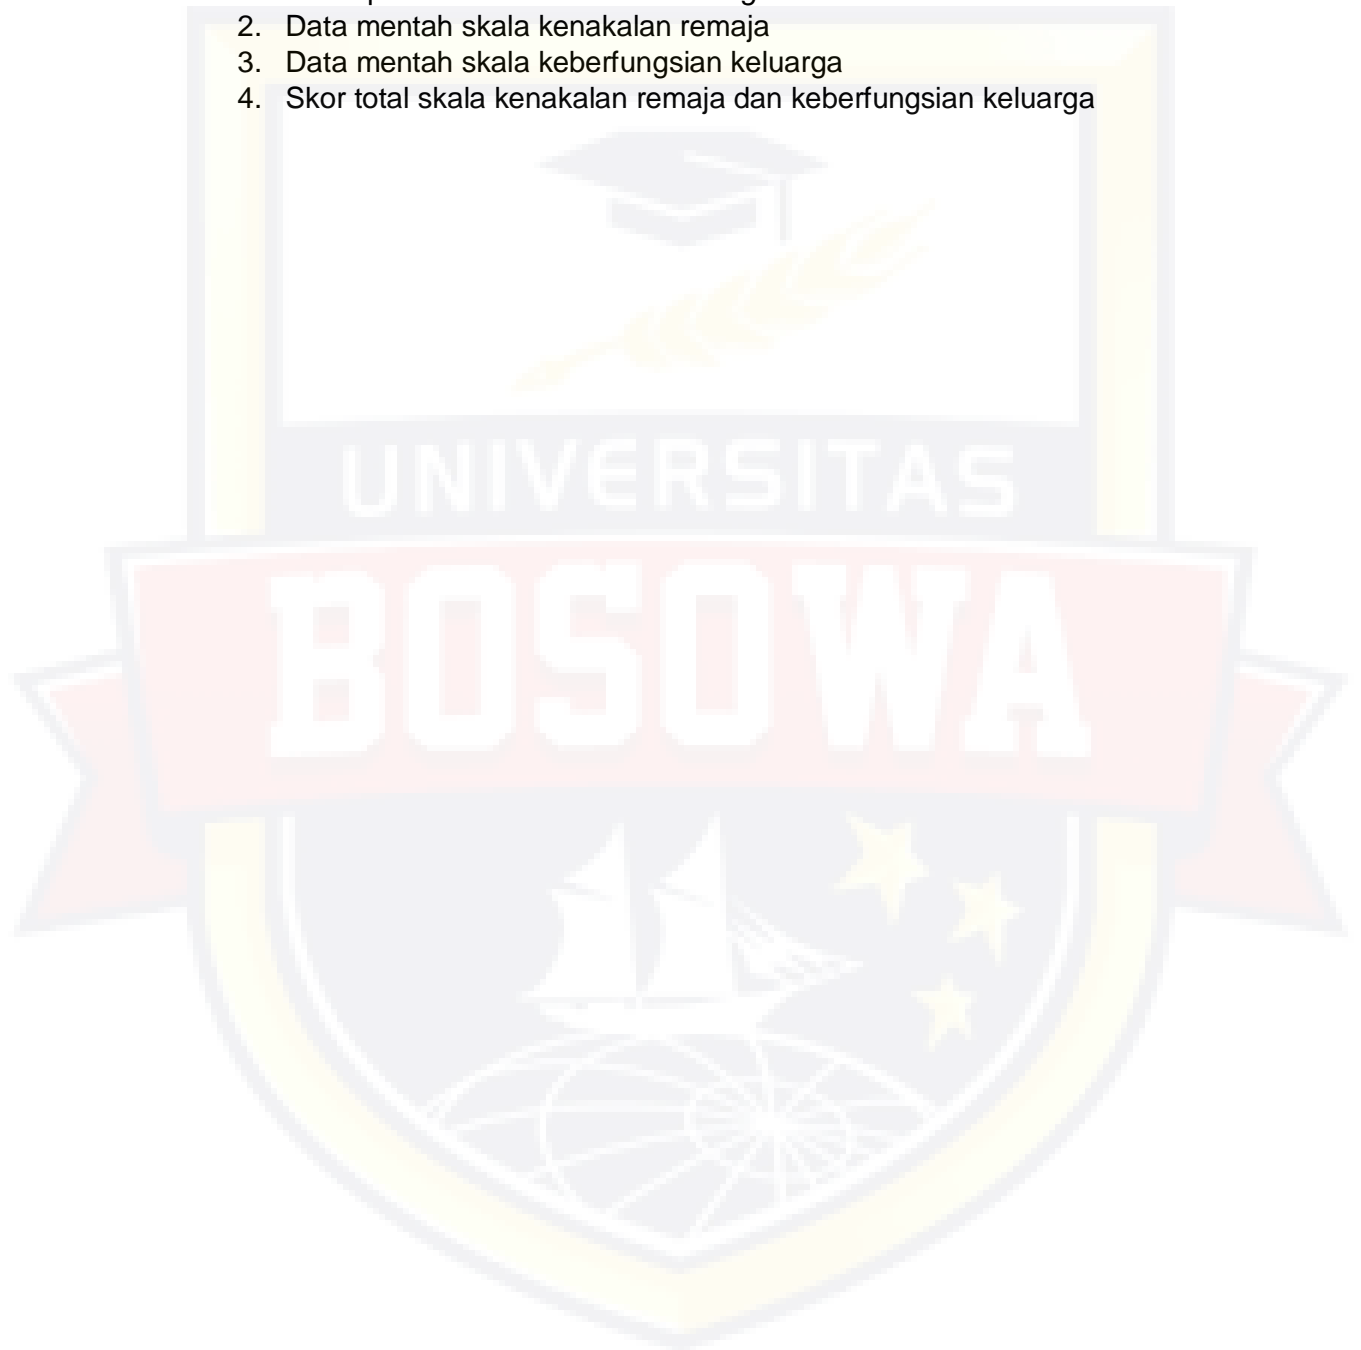 2. Data mentah skala kenakalan remaja
3. Data mentah skala keberfungsian keluarga
4. Skor total skala kenakalan remaja dan keberfungsian keluarga
UNIVERSITAS
BOSOWA